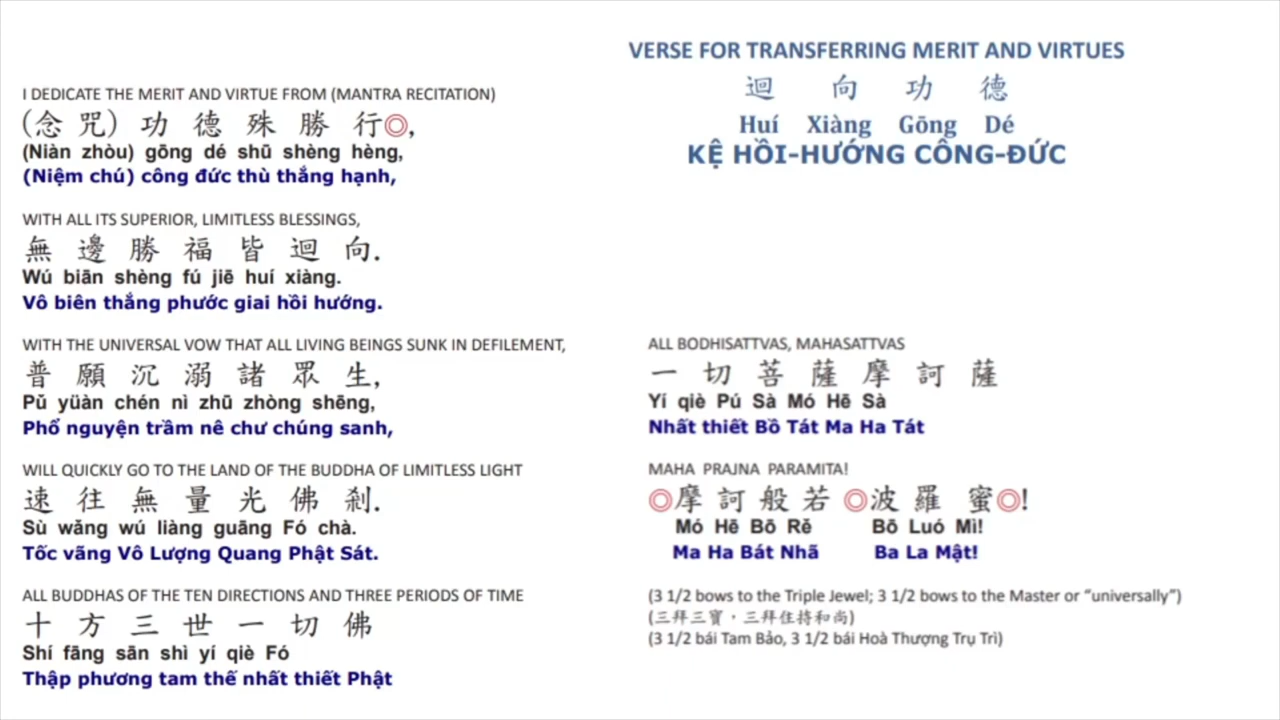 VERSE FOR TRANSFERRING MERIT AND VIRTUES
迴 向 功 德
Huí Xiàng Gōng Dé
KỆ HỒI-HƯỚNG CÔNG-ĐỨC
I DEDICATE THE MERIT AND VIRTUE FROM (MANTRA RECITATION)
(念 咒) 功 德 殊 勝 行◎,
(Niàn zhòu) gōng dé shū shèng hèng,
(Niệm chú) công đức thù thắng hạnh,
WITH ALL ITS SUPERIOR, LIMITLESS BLESSINGS,
無 邊 勝 福 皆 迴 向.
Wú biān shèng fú jiē huí xiàng.
Vô biên thắng phước giai hồi hướng.
WITH THE UNIVERSAL VOW THAT ALL LIVING BEINGS SUNK IN DEFILEMENT,
普 願 沉 溺 諸 眾 生,
Pǔ yüàn chén nì zhū zhòng shēng,
Phổ nguyện trầm nê chư chúng sanh,
WILL QUICKLY GO TO THE LAND OF THE BUDDHA OF LIMITLESS LIGHT
速 往 無 量 光 佛 剎.
Sù wǎng wú liàng guāng Fó chà.
Tốc vãng Vô Lượng Quang Phật Sát.
ALL BUDDHAS OF THE TEN DIRECTIONS AND THREE PERIODS OF TIME
十 方 三 世 一 切 佛
Shí fāng sān shì yí qiè Fó
Thập phương tam thế nhất thiết Phật
ALL BODHISATTVAS, MAHASATTVAS
一 切 菩 薩 摩 訶 薩
Yí qiè Pú Sà Mó Hē Sà
Nhất thiết Bồ Tát Ma Ha Tát
MAHA PRAJNA PARAMITA!
◎摩 訶 般 若 ◎波 羅 蜜◎!
Mó Hē Bō Rě Bō Luó Mì!
Ma Ha Bát Nhã Ba La Mật!
(3 1/2 bows to the Triple Jewel; 3 1/2 bows to the Master or “universally”)
(三拜三寶，三拜住持和尚)
(3 1/2 bái Tam Bảo, 3 1/2 bái Hoà Thượng Trụ Trì)